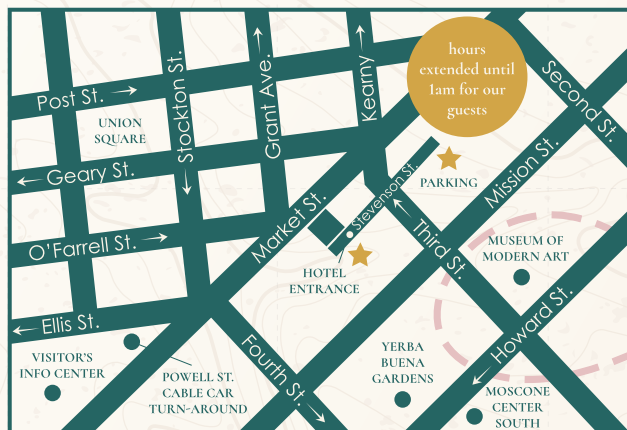 hours
extended until
1am for our
guests
Post St.
Stockton St.
Grant Ave.
Kearny
Second St.
UNION
SQUARE
Geary St.
Stevenson St.
PARKING
Mission St.
Market St.
O'Farrell St.
Third St.
MUSEUM OF
MODERN ART
HOTEL
ENTRANCE
Ellis St.
Howard St.
VISITOR'S
INFO CENTER
POWELL ST.
CABLE CAR
TURN-AROUND
Fourth St.
YERBA
BUENA
GARDENS
MOSCONE
CENTER
SOUTH